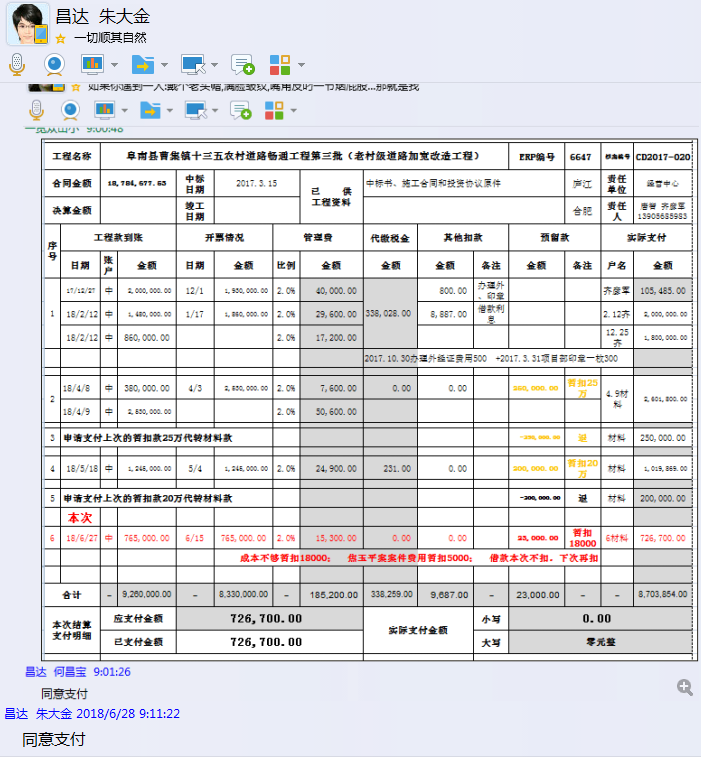 昌达 朱大金
一切顺其自然
一览众山小 9:00:48
工程名称 阜南县曹集镇十三五农村道路畅通工程第三批（老村级道路加宽改造工程） ERP编号 6647 CD2017-020
合同金额 18,784,677.53 中标日期 2017.3.15 已 供 工程资料 中标书、施工合同和投资协议原件 庐江 责任单位 经营中心
决算金额 竣工日期 合肥 责任人 齐彦军 13905685983
序号 工程款到账 开票情况 管理费 代缴税金 其他扣款 预留款 实际支付
日期 账户 金额 日期 金额 比例 金额 金额 金额 备注 金额 备注 户名 金额
1 17/12/27 中 2,000,000.00 12/1 1,950,000.00 2.0% 40,000.00 338,028.00 800.00 办理外、印章 齐彦军 105,485.00
18/2/12 中 1,480,000.00 1/17 1,860,000.00 2.0% 29,600.00 8,887.00 借款利息 2.12齐 2,000,000.00
18/2/12 中 860,000.00 2.0% 17,200.00 12.25齐 1,800,000.00
2017.10.30办理外经证费用500 +2017.3.31项目部印章一枚300
2 18/4/8 中 380,000.00 4/3 2,530,000.00 2.0% 7,600.00 0.00 0.00 250,000.00 暂扣25万 4.9材料 2,601,800.00
18/4/9 中 2,530,000.00 2.0% 50,600.00
3 申请支付上次的暂扣款25万代转材料款 -250,000.00 退 材料 250,000.00
4 18/5/18 中 1,245,000.00 5/4 1,245,000.00 2.0% 24,900.00 231.00 0.00 200,000.00 暂扣20万 材料 1,019,869.00
5 申请支付上次的暂扣款20万代转材料款 -200,000.00 退 材料 200,000.00
本次
6 18/6/27 中 765,000.00 6/15 765,000.00 2.0% 15,300.00 0.00 0.00 23,000.00 暂扣18000 6材料 726,700.00
成本不够暂扣18000； 焦玉平案案件费用暂扣5000； 借款本次不扣，下次再扣
合计 - 9,260,000.00 - 8,330,000.00 - 185,200.00 338,259.00 9,687.00 - 23,000.00 - - 8,703,854.00
本次结算支付明细 应支付金额 726,700.00 实际支付金额 小写 0.00
已支付金额 726,700.00 大写 零元整
昌达 何昌宝 9:01:26
同意支付
昌达 朱大金 2018/6/28 9:11:22
同意支付